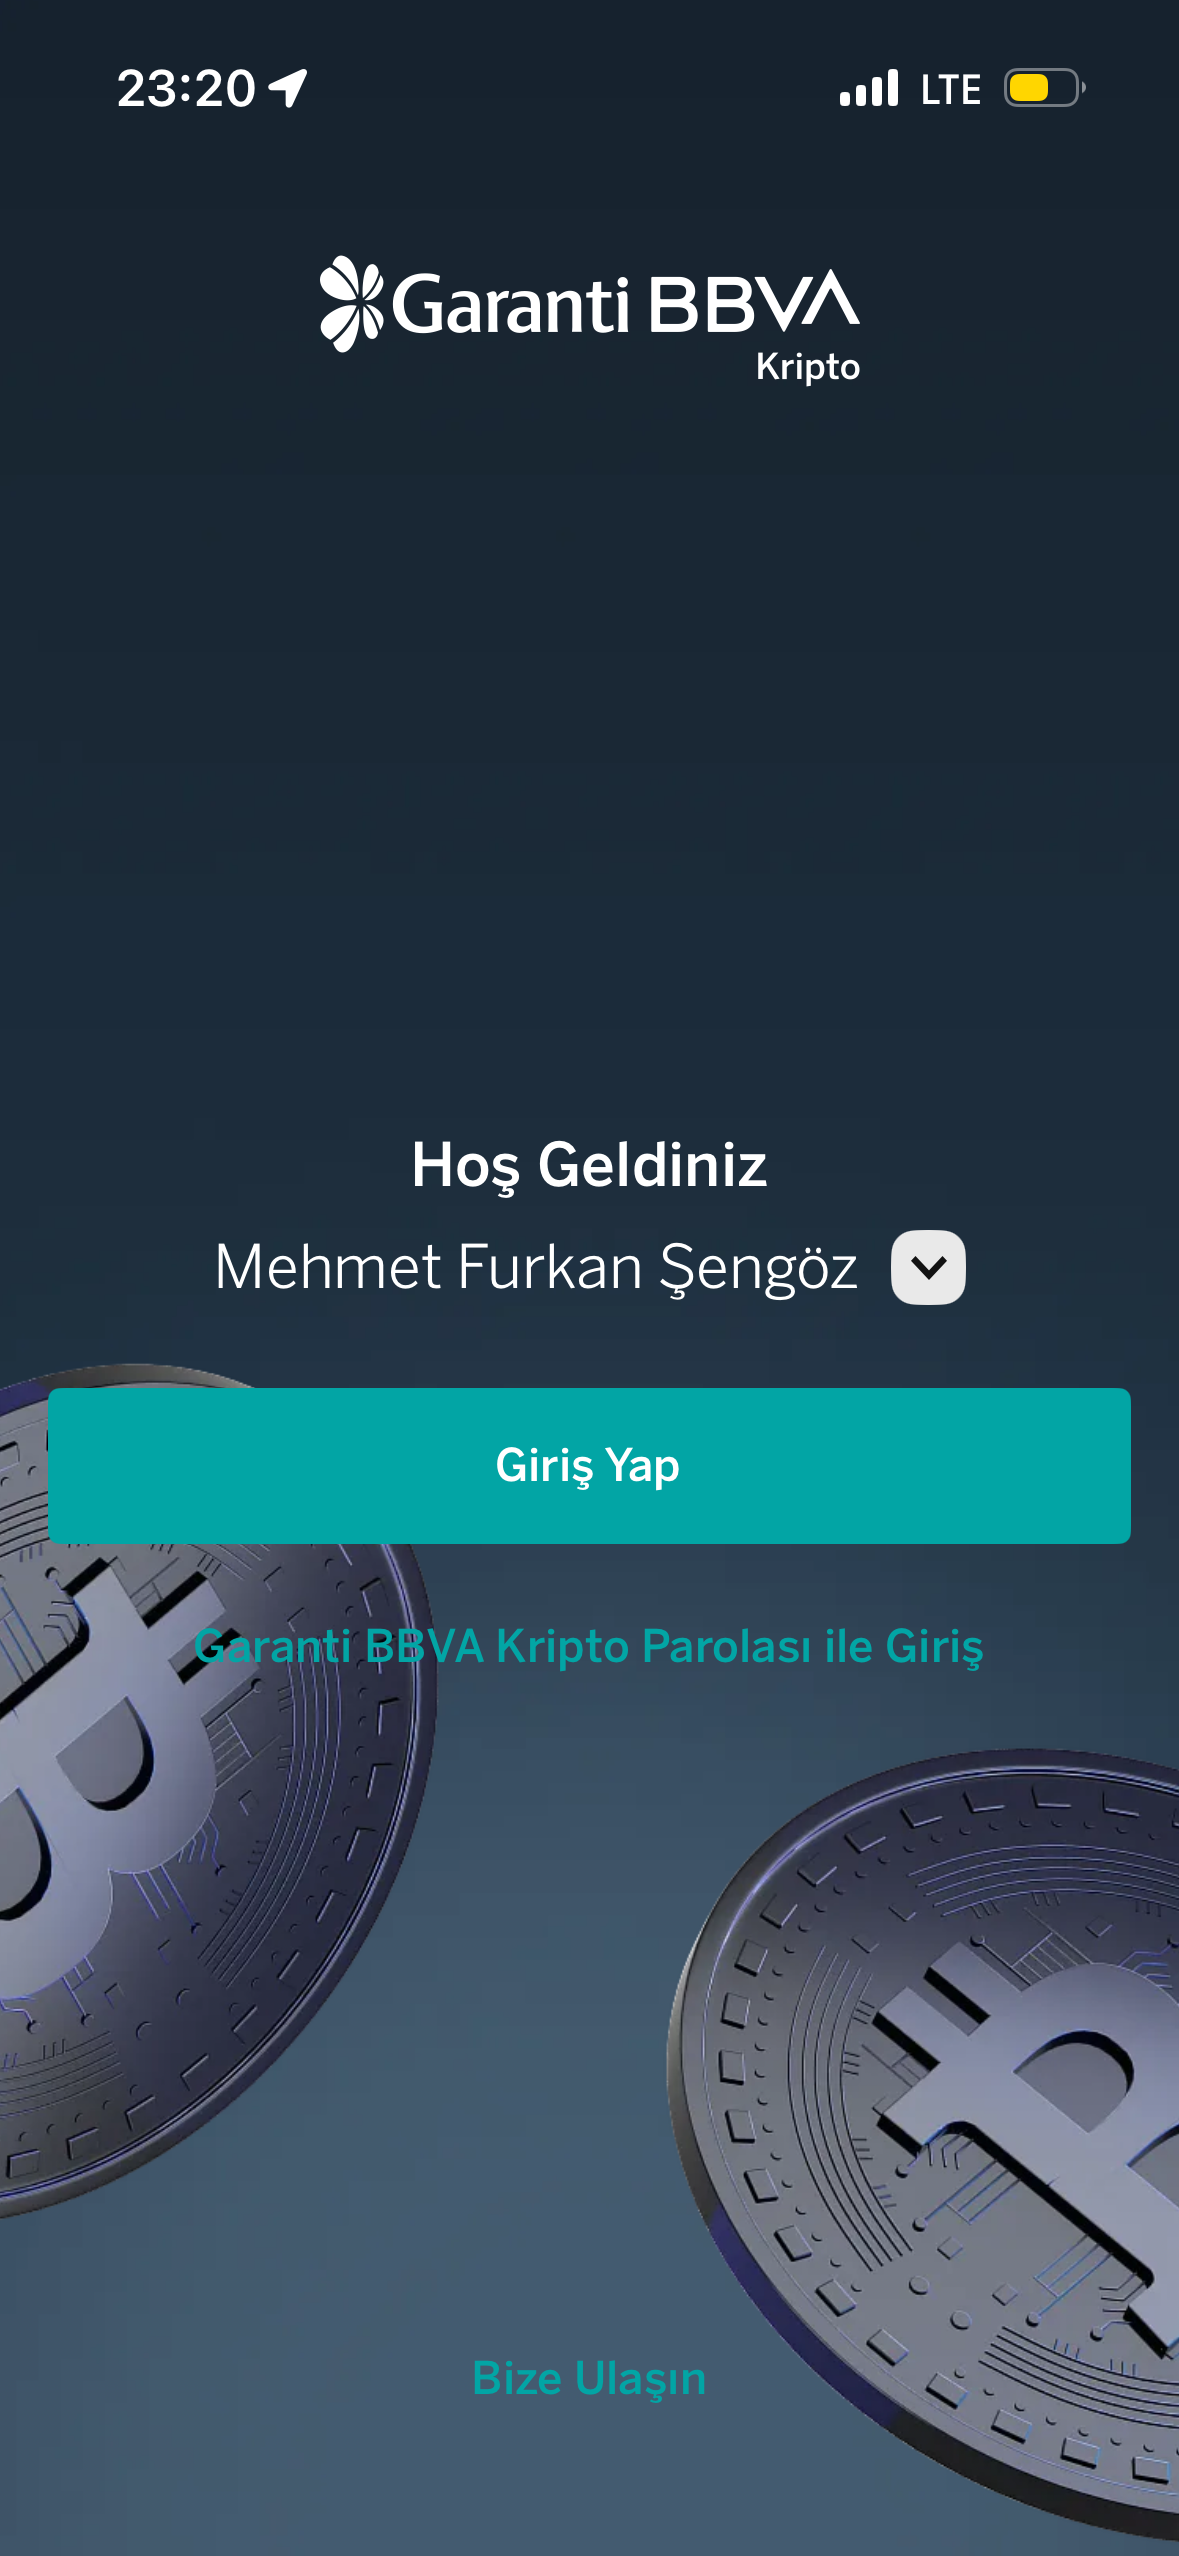 23:20
LTE
Garanti BBVA
Kripto
Hoş Geldiniz
Mehmet Furkan Şengöz
Giriş Yap
Garanti BBVA Kripto Parolası ile Giriş
Bize Ulaşın